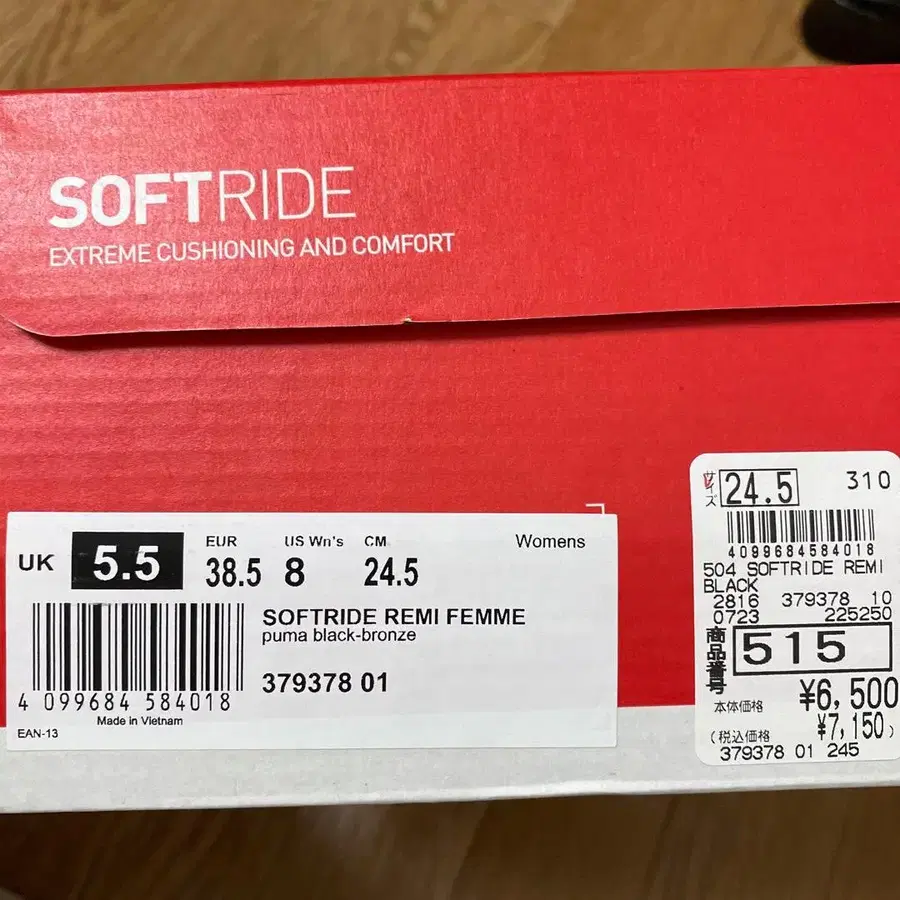 SOFTRIDE
EXTREME CUSHIONING AND COMFORT
UK 5.5 EUR 38.5 US Wn's 8 CM 24.5 Womens
SOFTRIDE REMI FEMME
puma black-bronze
379378 01
4 099684 584018
Made in Vietnam
EAN-13
サイズ 24.5 310
4099684584018
504 SOFTRIDE REMI
BLACK
2816 379378 10
0723 225250
商品番号 515
本体価格 ¥6,500
(税込価格 ¥7,150)
379378 01 245